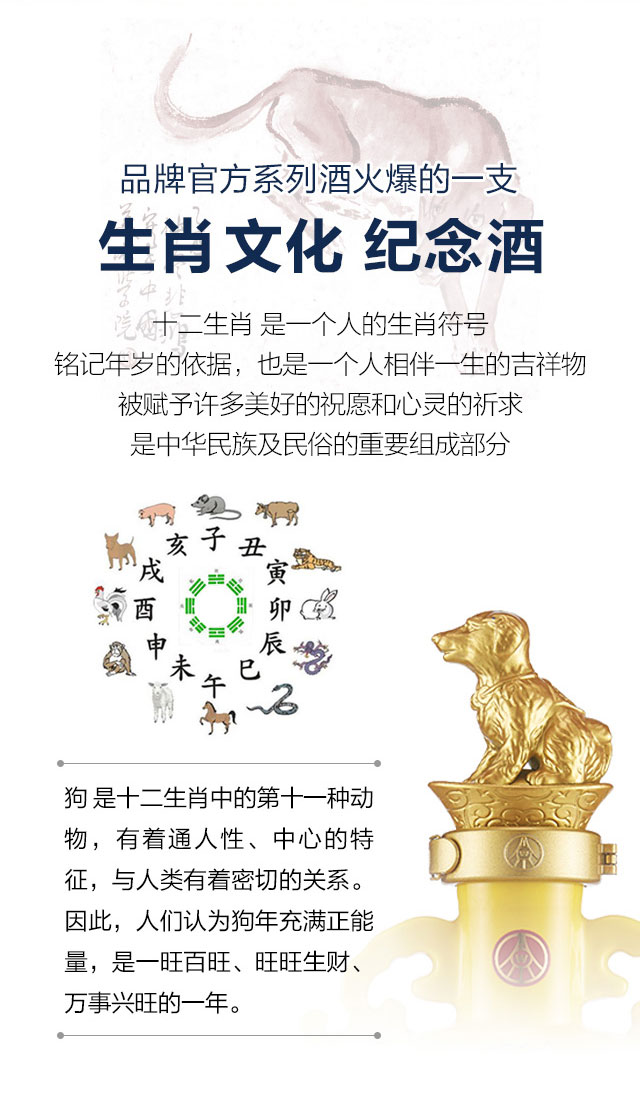 品牌官方系列酒火爆的一支
生肖文化 纪念酒
十二生肖 是一个人的生肖符号
铭记年岁的依据，也是一个人相伴一生的吉祥物
被赋予许多美好的祝愿和心灵的祈求
是中华民族及民俗的重要组成部分
子
丑
寅
卯
辰
巳
午
未
申
酉
戌
亥
狗 是十二生肖中的第十一种动
物，有着通人性、中心的特
征，与人类有着密切的关系。
因此，人们认为狗年充满正能
量，是一旺百旺、旺旺生财、
万事兴旺的一年。